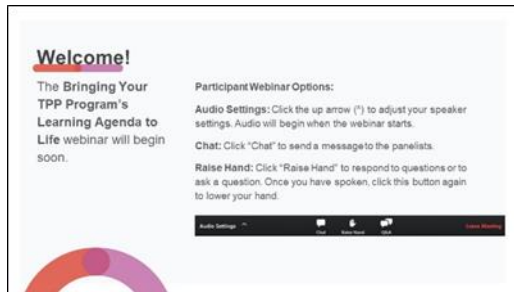 Welcome!
The Bringing Your
TPP Program's
Learning Agenda to
Life webinar will begin
soon.
Participant Webinar Options:
Audio Settings: Click the up arrow (^) to adjust your speaker
settings. Audio will begin when the webinar starts.
Chat: Click "Chat" to send a message to the panelists.
Raise Hand: Click "Raise Hand" to respond to questions or to
ask a question. Once you have spoken, click this button again
to lower your hand.
Audio Settings ^ Chat Raise Hand Q&A Leave Meeting